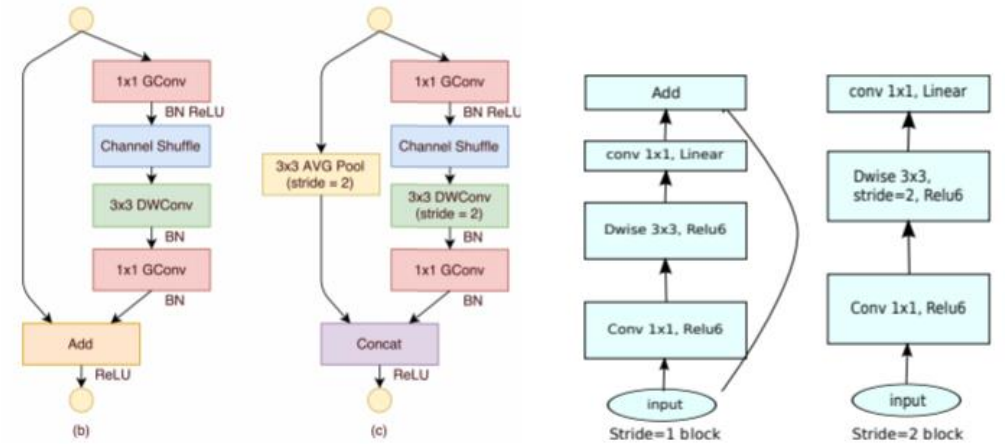 1x1 GConv
BN ReLU
Channel Shuffle
3x3 DWConv
BN
1x1 GConv
BN
Add
ReLU
(b)
1x1 GConv
BN ReLU
3x3 AVG Pool
(stride = 2)
Channel Shuffle
3x3 DWConv
(stride = 2)
BN
1x1 GConv
BN
Concat
ReLU
(c)
Add
conv 1x1, Linear
Dwise 3x3, Relu6
Conv 1x1, Relu6
input
Stride=1 block
conv 1x1, Linear
Dwise 3x3,
stride=2, Relu6
Conv 1x1, Relu6
input
Stride=2 block